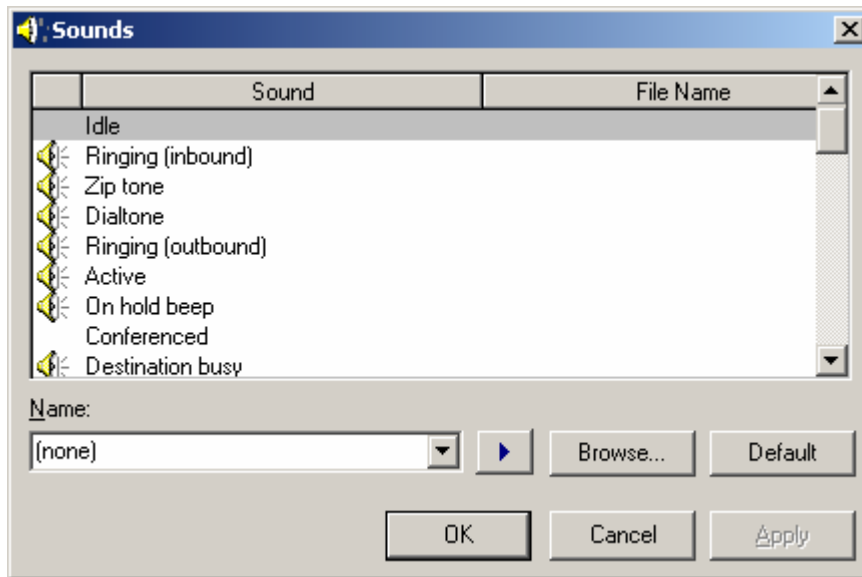 Sounds
Sound File Name
Idle
Ringing (inbound)
Zip tone
Dialtone
Ringing (outbound)
Active
On hold beep
Conferenced
Destination busy
Name:
(none) Browse... Default
OK Cancel Apply